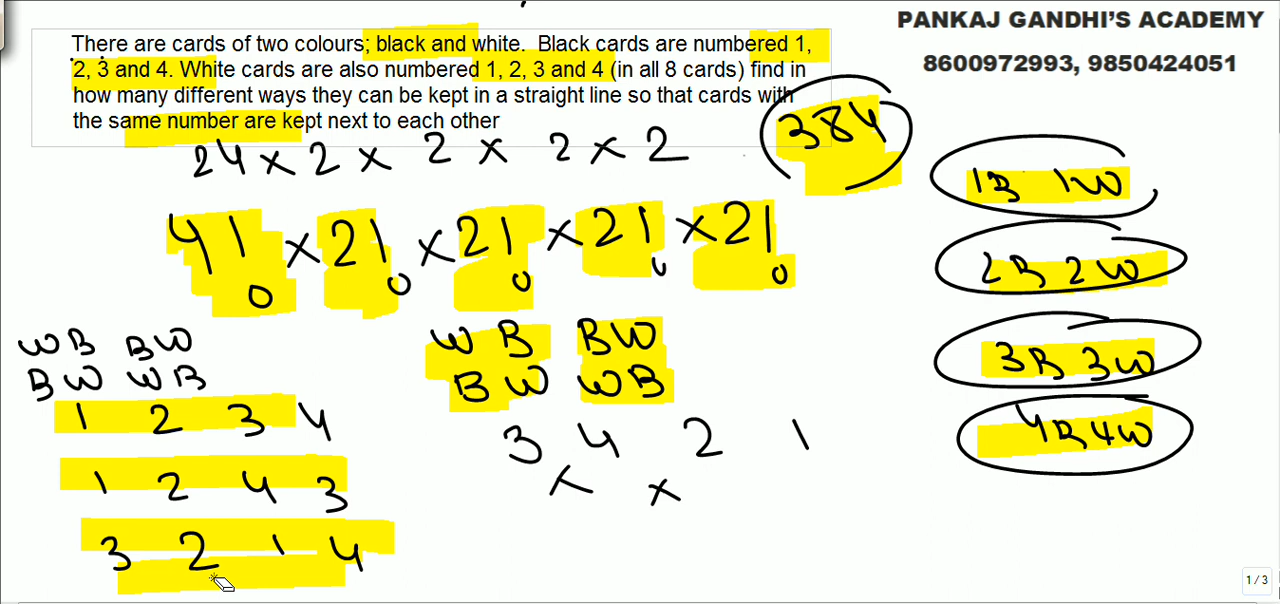 PANKAJ GANDHI'S ACADEMY
8600972993, 9850424051
There are cards of two colours; black and white. Black cards are numbered 1,
2, 3 and 4. White cards are also numbered 1, 2, 3 and 4 (in all 8 cards) find in
how many different ways they can be kept in a straight line so that cards with
the same number are kept next to each other
384
24 × 2 × 2 × 2 × 2
1B 1W
4! × 2! × 2! × 2! × 2!
2B 2W
WB BW
W B BW
3B 3W
BW WB
BW WB
1 2 3 4
3 4 2 1
4B 4W
1 2 4 3
× ×
3 2 1 4
1 / 3